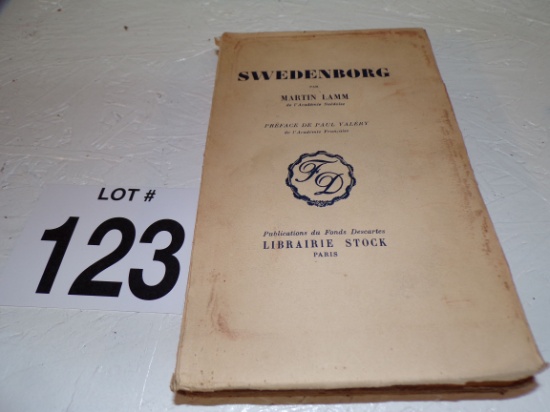 LOT #
123
SWEDENBORG
PAR
MARTIN LAMM
de l'Académie Suédoise
PRÉFACE DE PAUL VALÉRY
de l'Académie Française
FD
Publications du Fonds Descartes
LIBRAIRIE STOCK
PARIS